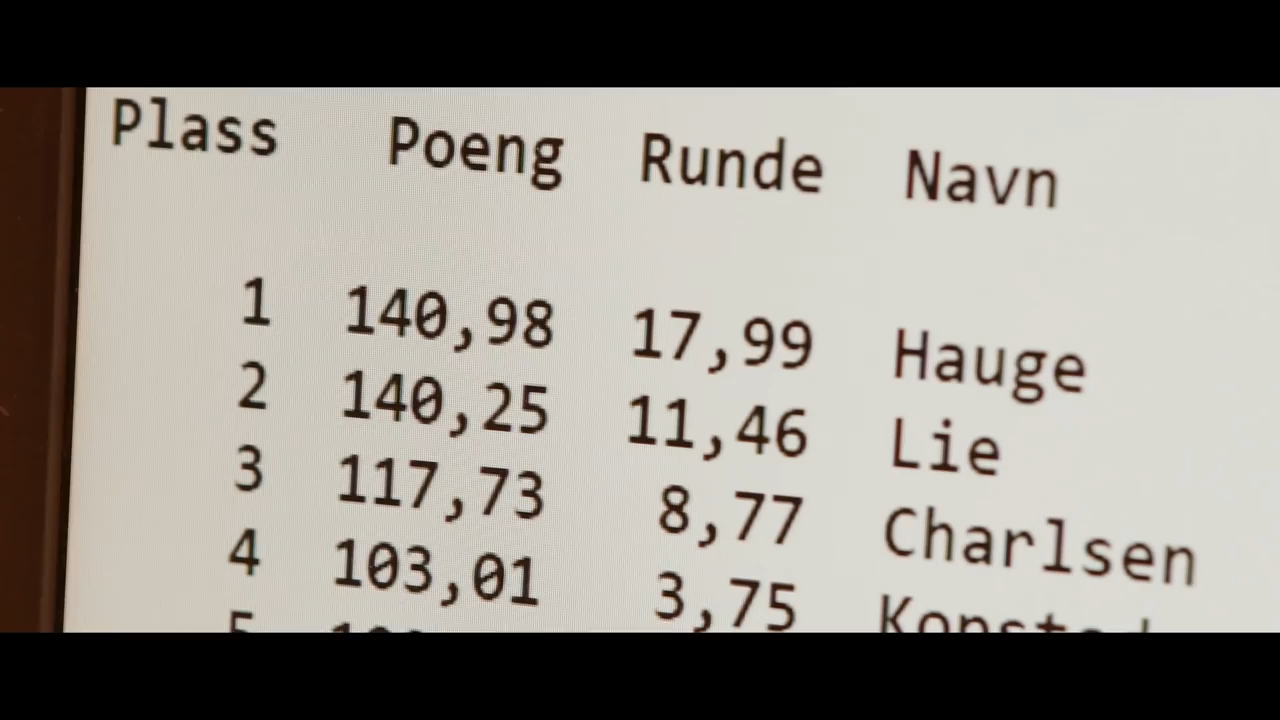 Plass Poeng Runde Navn
1 140,98 17,99 Hauge
2 140,25 11,46 Lie
3 117,73 8,77 Charlsen
4 103,01 3,75
5